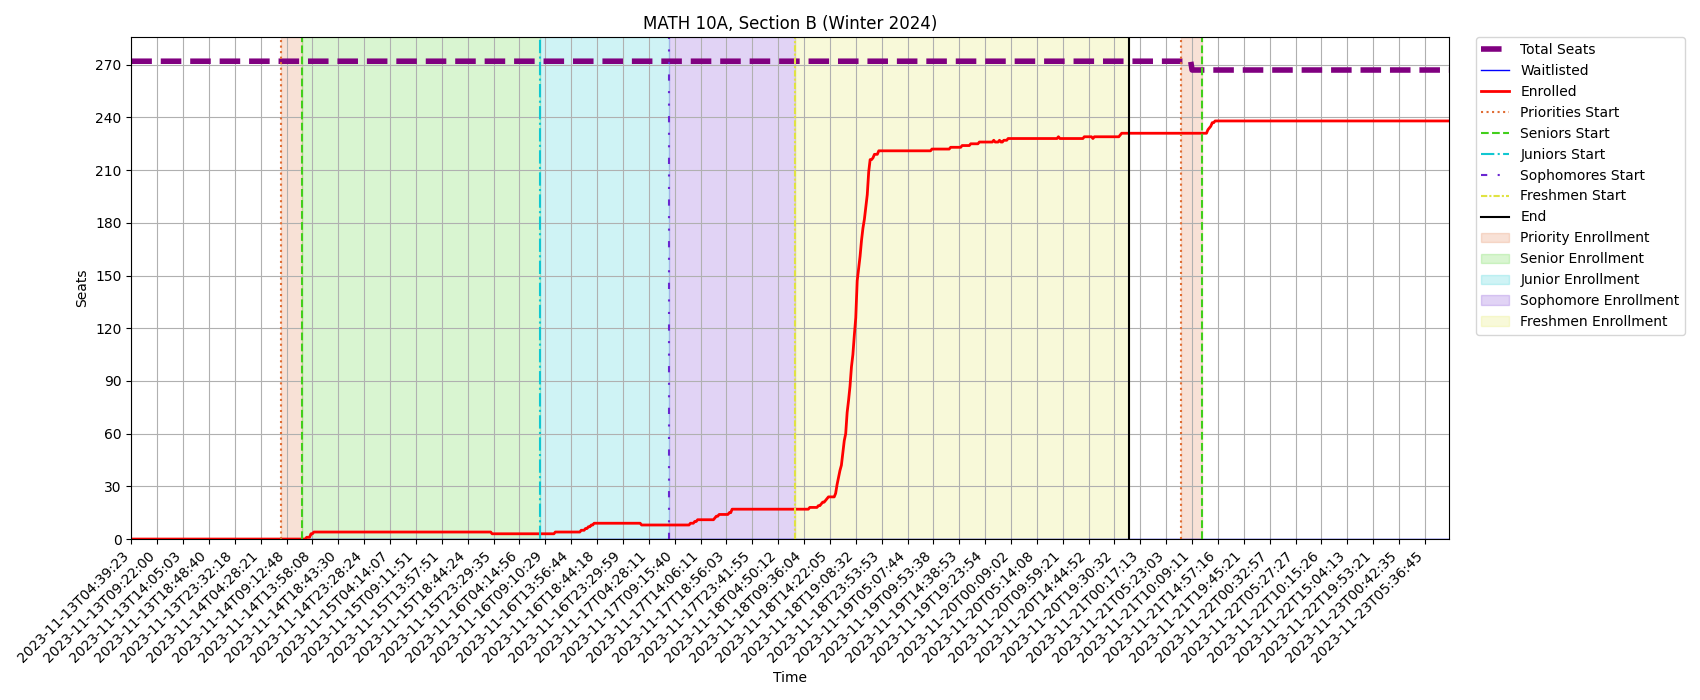 MATH 10A, Section B (Winter 2024)
270
240
210
180
150
120
90
60
30
0
Seats
2023-11-13T04:39:23
2023-11-13T09:22:00
2023-11-13T14:05:03
2023-11-13T18:48:40
2023-11-13T23:32:18
2023-11-14T04:28:21
2023-11-14T09:12:48
2023-11-14T13:58:08
2023-11-14T18:43:30
2023-11-14T23:28:24
2023-11-15T04:14:07
2023-11-15T09:11:51
2023-11-15T13:57:51
2023-11-15T18:44:24
2023-11-15T23:29:35
2023-11-16T04:14:56
2023-11-16T09:10:29
2023-11-16T13:56:44
2023-11-16T18:44:18
2023-11-16T23:29:59
2023-11-17T04:28:11
2023-11-17T09:15:40
2023-11-17T14:06:11
2023-11-17T18:56:03
2023-11-17T23:41:55
2023-11-18T04:50:12
2023-11-18T09:36:04
2023-11-18T14:22:05
2023-11-18T19:08:32
2023-11-18T23:53:53
2023-11-19T05:07:44
2023-11-19T09:53:38
2023-11-19T14:38:53
2023-11-19T19:23:54
2023-11-20T00:09:02
2023-11-20T05:14:08
2023-11-20T09:59:21
2023-11-20T14:44:52
2023-11-20T19:30:32
2023-11-21T00:17:13
2023-11-21T05:23:03
2023-11-21T10:09:11
2023-11-21T14:57:16
2023-11-21T19:45:21
2023-11-22T00:32:57
2023-11-22T05:27:27
2023-11-22T10:15:26
2023-11-22T15:04:13
2023-11-22T19:53:21
2023-11-23T00:42:35
2023-11-23T05:36:45
Time
Total Seats
Waitlisted
Enrolled
Priorities Start
Seniors Start
Juniors Start
Sophomores Start
Freshmen Start
End
Priority Enrollment
Senior Enrollment
Junior Enrollment
Sophomore Enrollment
Freshmen Enrollment